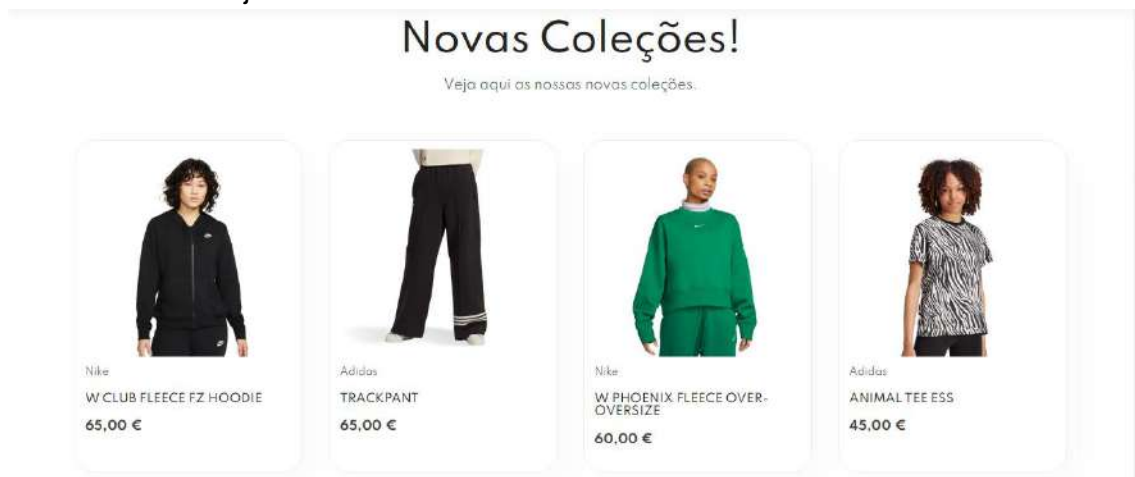 Novas Coleções!
Veja aqui as nossas novas coleções.
Nike
W CLUB FLEECE FZ HOODIE
65,00 €
Adidas
TRACKPANT
65,00 €
Nike
W PHOENIX FLEECE OVER-
OVERSIZE
60,00 €
Adidas
ANIMAL TEE ESS
45,00 €